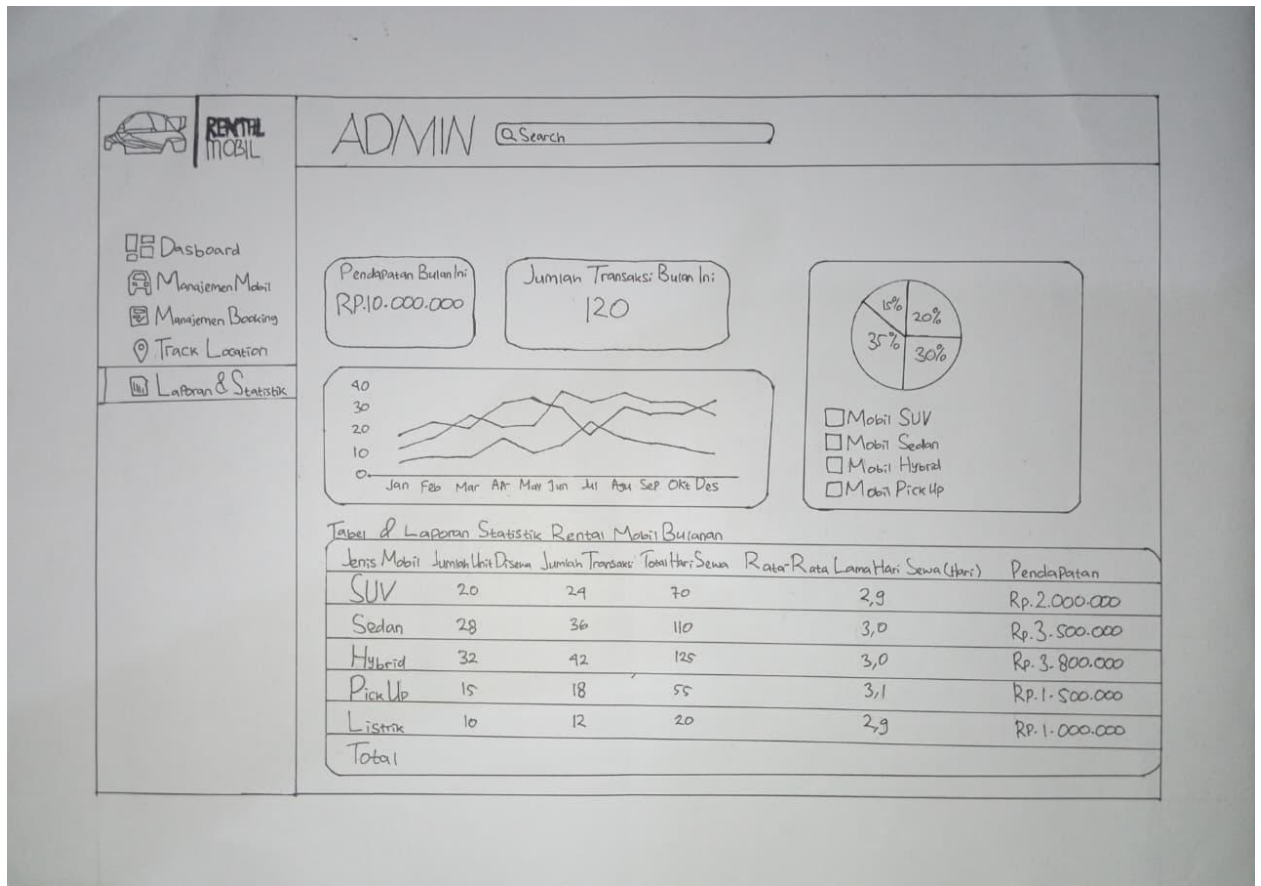 RENTAL
MOBIL
ADMIN
Search
Dasboard
Manajemen Mobil
Manajemen Booking
Track Location
Laporan & Statistik
Pendapatan Bulan Ini
RP.10.000.000
Jumlah Transaksi Bulan Ini
120
15% 20%
35% 30%
Mobil SUV
Mobil Sedan
Mobil Hybrid
Mobil Pick Up
40
30
20
10
0
Jan Feb Mar Apr Mei Jun Jul Agu Sep Okt Des
Tabel & Laporan Statistik Rental Mobil Bulanan
Jenis Mobil Jumlah Unit Disewa Jumlah Transaksi Total Hari Sewa Rata-Rata Lama Hari Sewa (Hari) Pendapatan
SUV 20 24 70 2,9 Rp.2.000.000
Sedan 28 36 110 3,0 Rp.3.500.000
Hybrid 32 42 125 3,0 Rp.3.800.000
Pick Up 15 18 55 3,1 Rp.1.500.000
Listrik 10 12 20 2,9 RP.1.000.000
Total